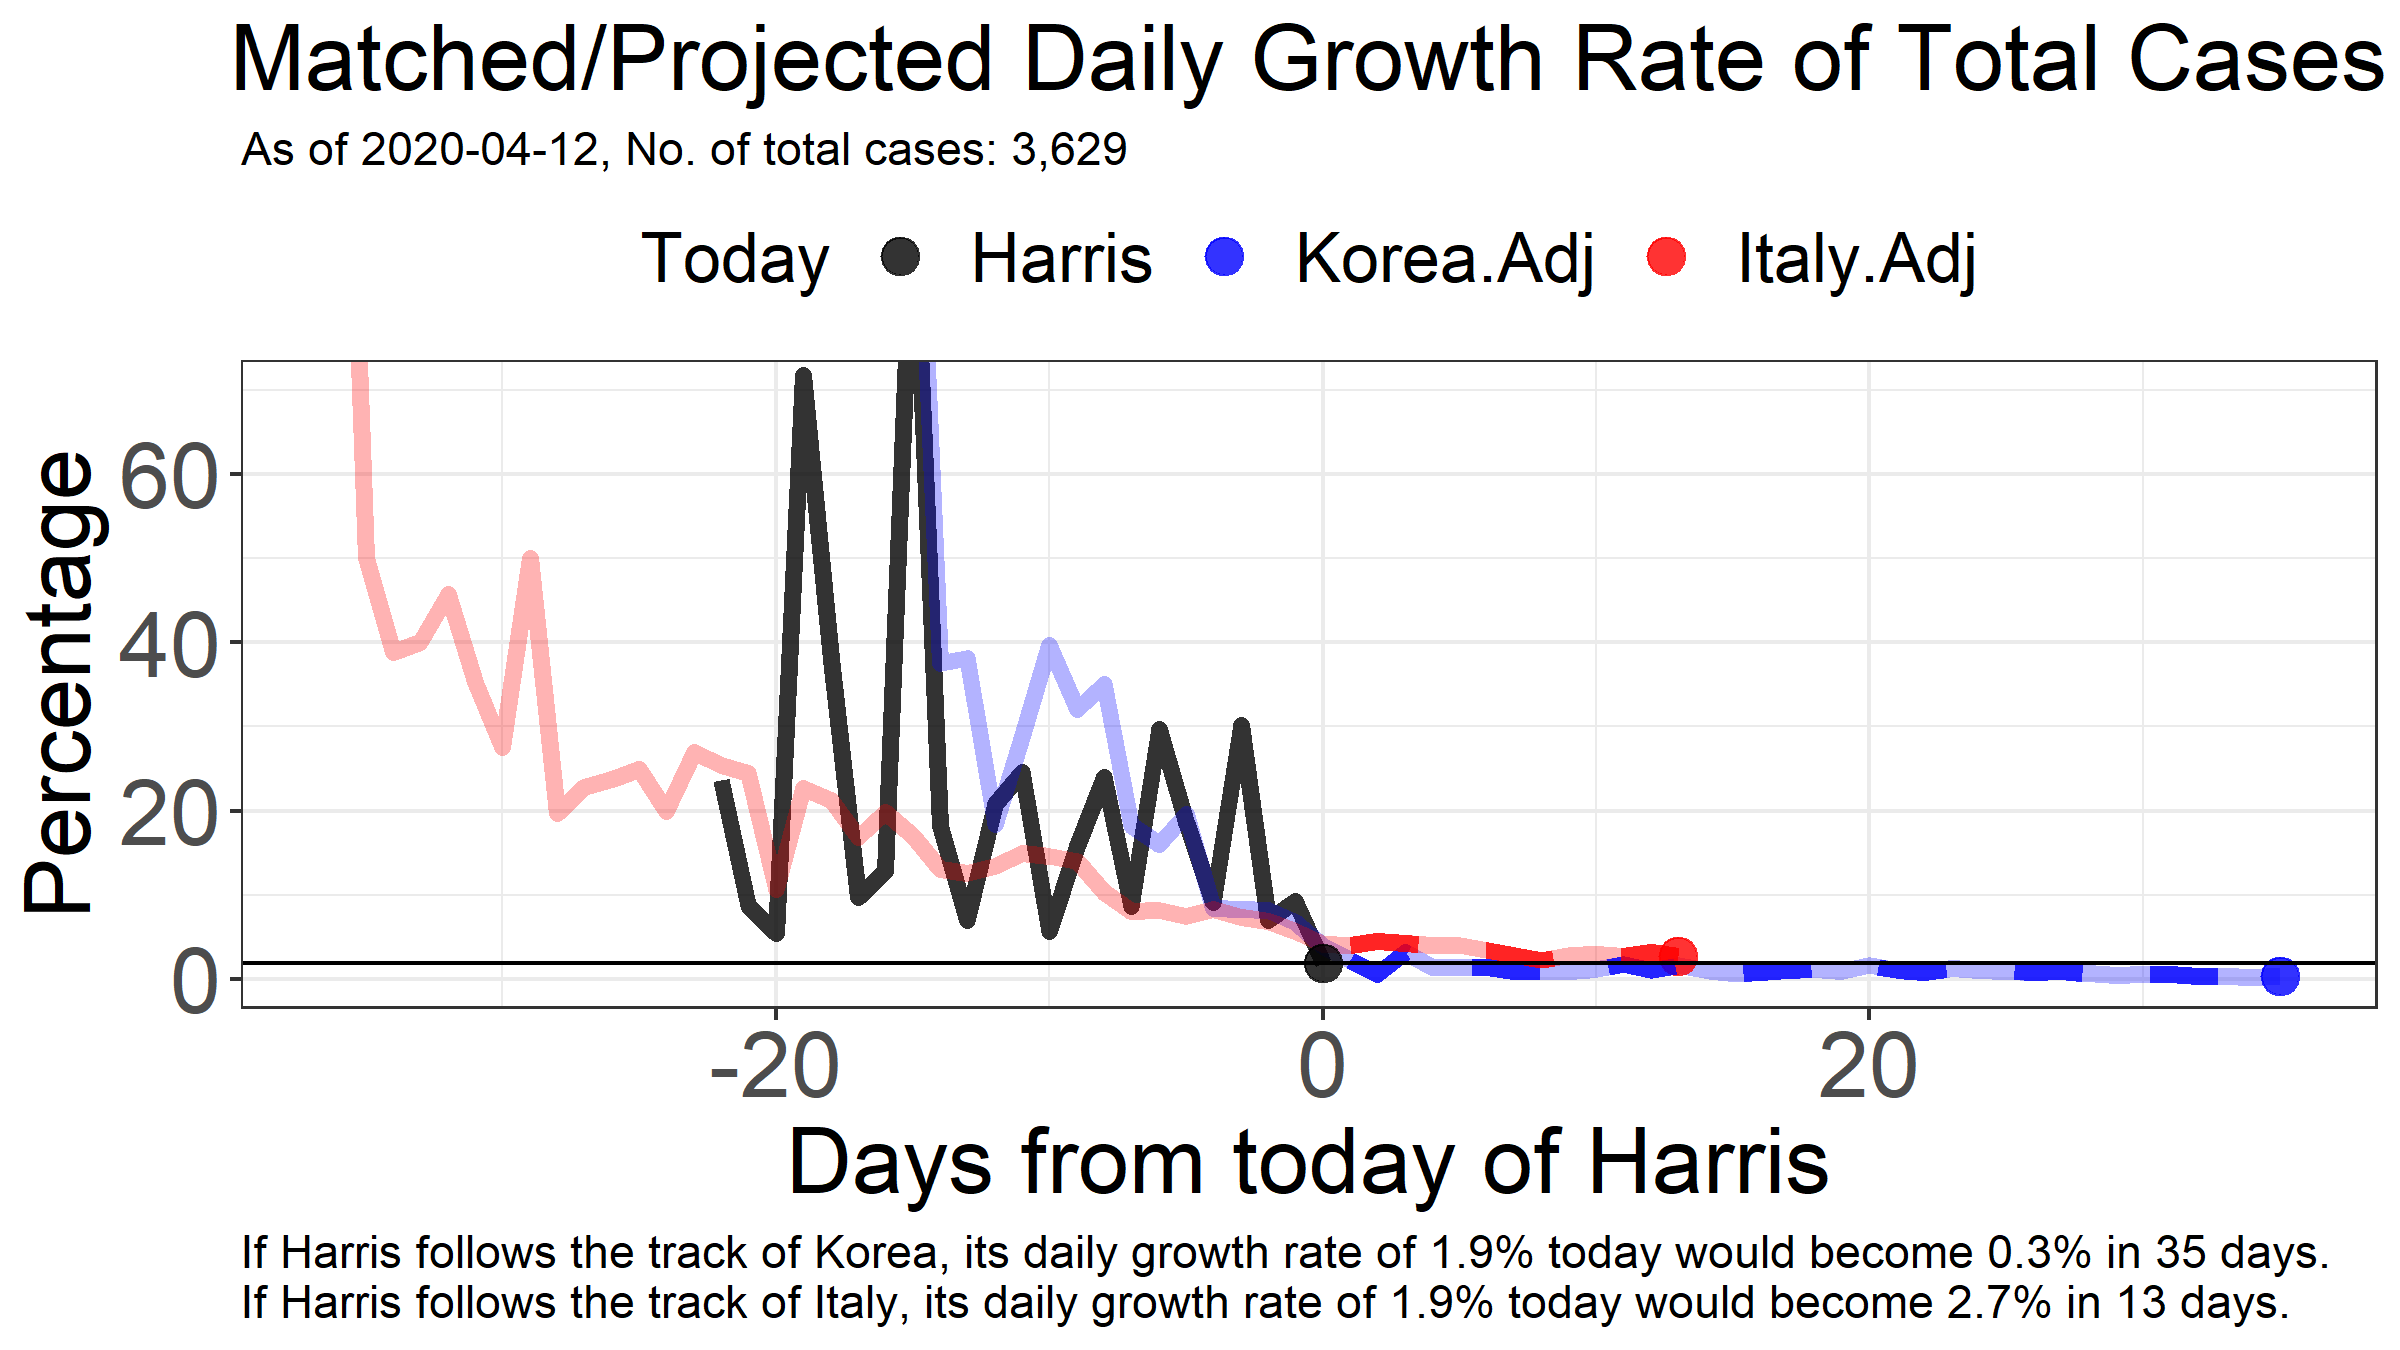 Matched/Projected Daily Growth Rate of Total Cases
As of 2020-04-12, No. of total cases: 3,629
Today Harris Korea.Adj Italy.Adj
Percentage
60
40
20
0
-20 0 20
Days from today of Harris
If Harris follows the track of Korea, its daily growth rate of 1.9% today would become 0.3% in 35 days.
If Harris follows the track of Italy, its daily growth rate of 1.9% today would become 2.7% in 13 days.